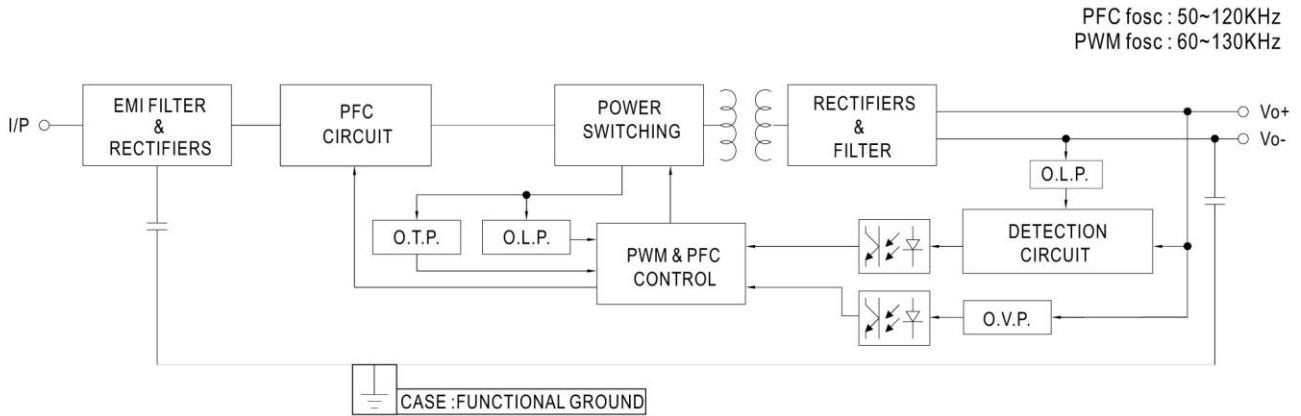 PFC fosc : 50~120KHz
PWM fosc : 60~130KHz
I/P
EMI FILTER
&
RECTIFIERS
PFC
CIRCUIT
POWER
SWITCHING
RECTIFIERS
&
FILTER
Vo+
Vo-
O.L.P.
O.T.P.
O.L.P.
PWM & PFC
CONTROL
DETECTION
CIRCUIT
O.V.P.
CASE :FUNCTIONAL GROUND